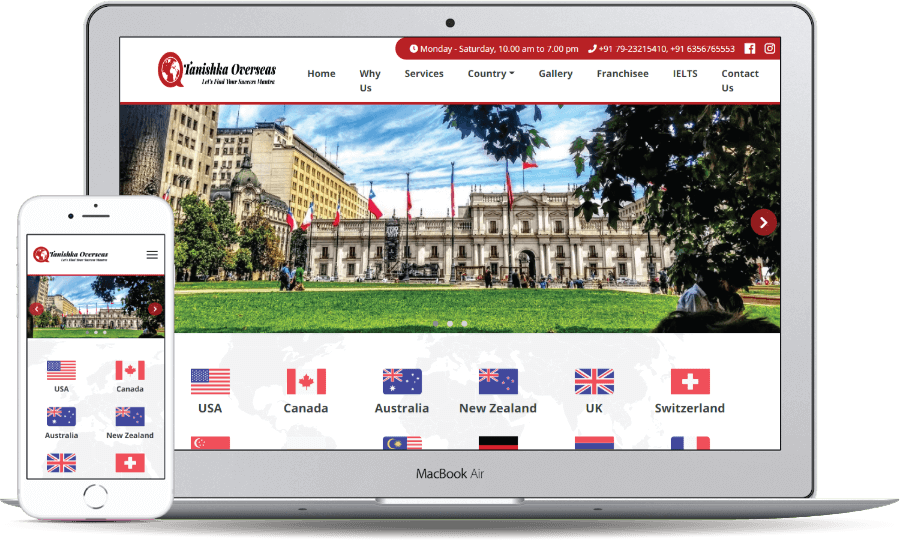 Monday - Saturday, 10.00 am to 7.00 pm +91 79-23215410, +91 6356765553
Tanishka Overseas
Let's Find Your Success Mantra
Home Why Us Services Country Gallery Franchisee IELTS Contact Us
USA Canada Australia New Zealand UK Switzerland
MacBook Air
Tanishka Overseas
Let's Find Your Success Mantra
USA Canada
Australia New Zealand